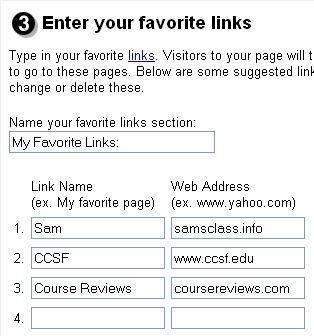 3 Enter your favorite links
Type in your favorite links. Visitors to your page will
to go to these pages. Below are some suggested
change or delete these.
Name your favorite links section:
My Favorite Links:
Link Name Web Address
(ex. My favorite page) (ex. www.yahoo.com)
1. Sam samsclass.info
2. CCSF www.ccsf.edu
3. Course Reviews coursereviews.com
4.